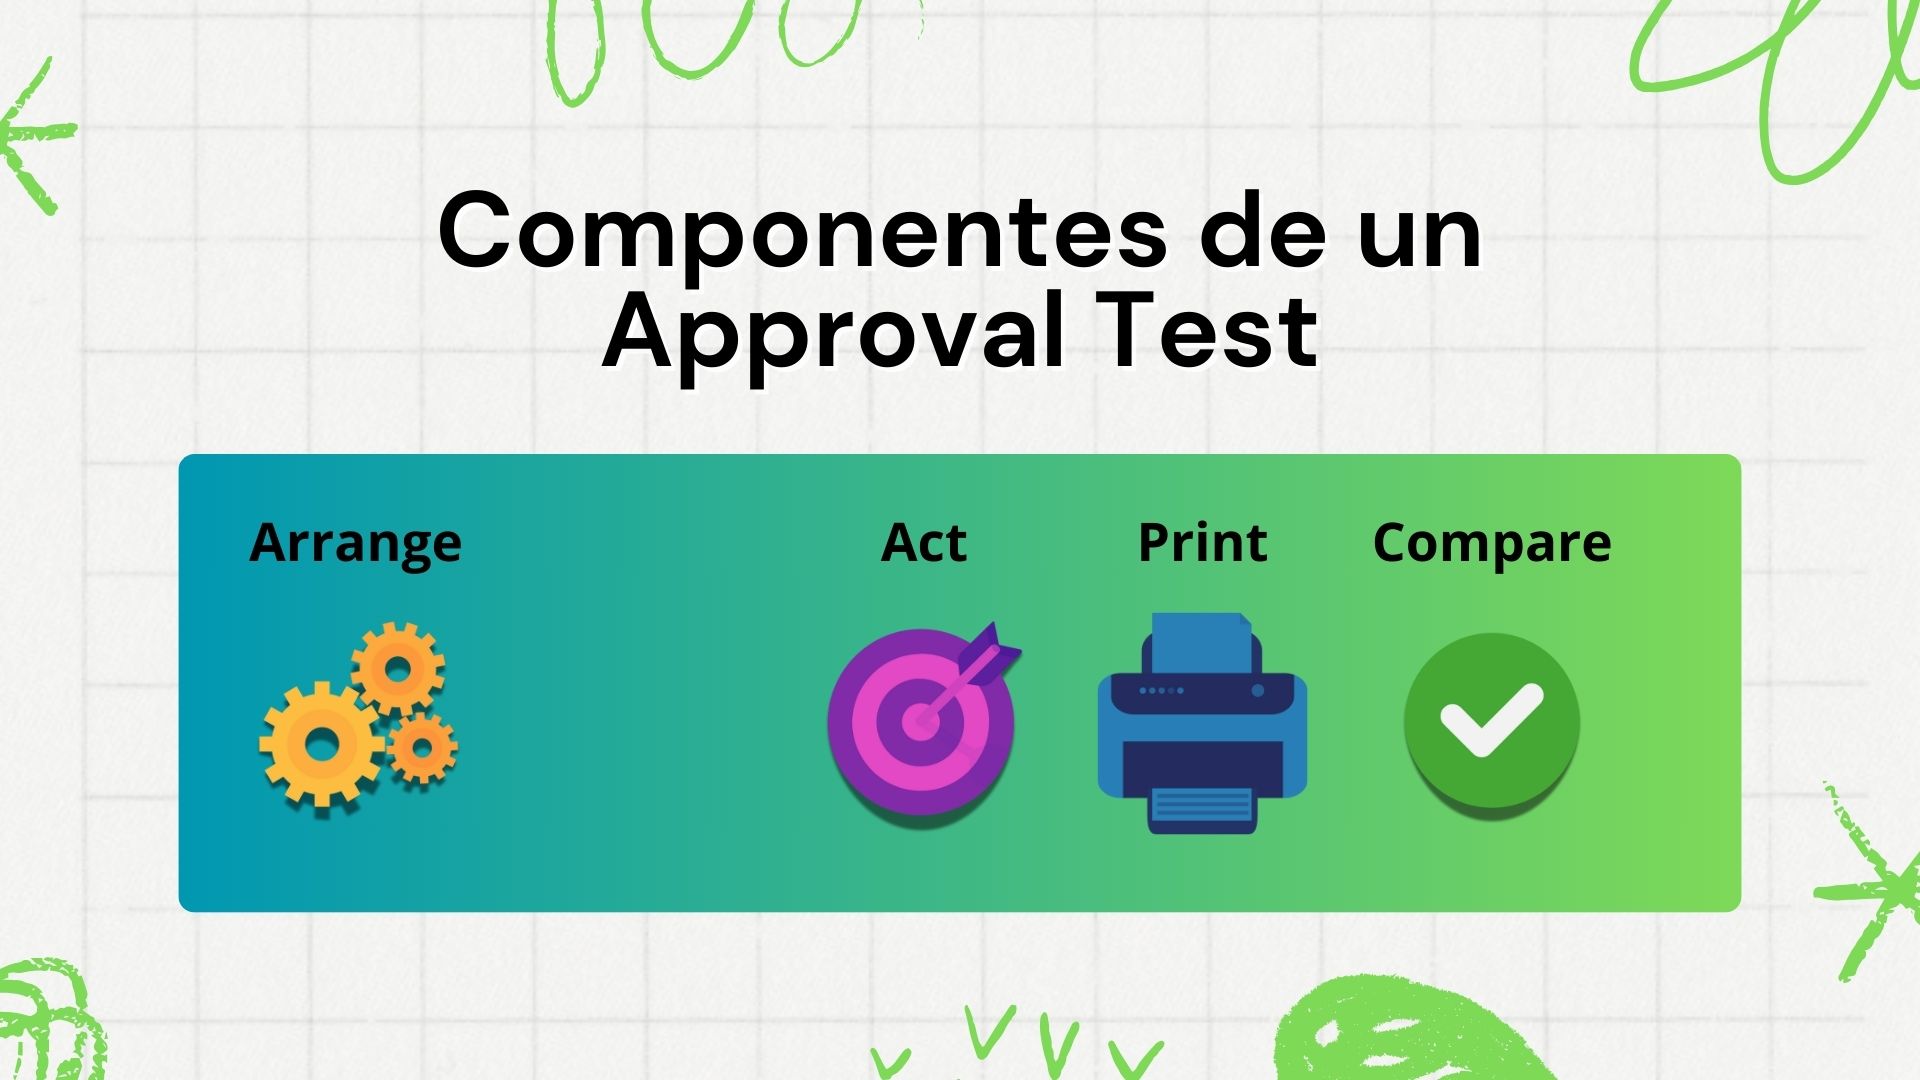 Componentes de un
Approval Test
Arrange
Act
Print
Compare